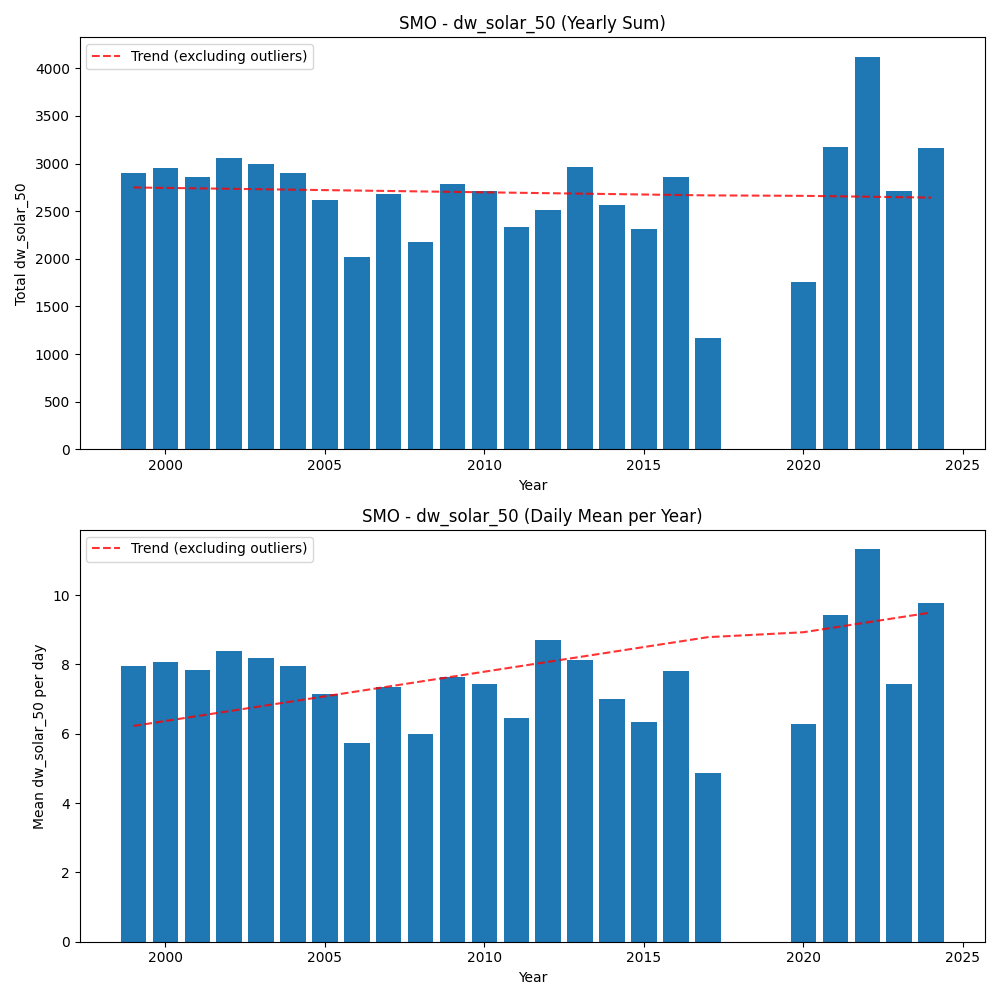 SMO - dw_solar_50 (Yearly Sum)
Trend (excluding outliers)
Total dw_solar_50
4000
3500
3000
2500
2000
1500
1000
500
0
2000 2005 2010 2015 2020 2025
Year
SMO - dw_solar_50 (Daily Mean per Year)
Trend (excluding outliers)
Mean dw_solar_50 per day
10
8
6
4
2
0
2000 2005 2010 2015 2020 2025
Year